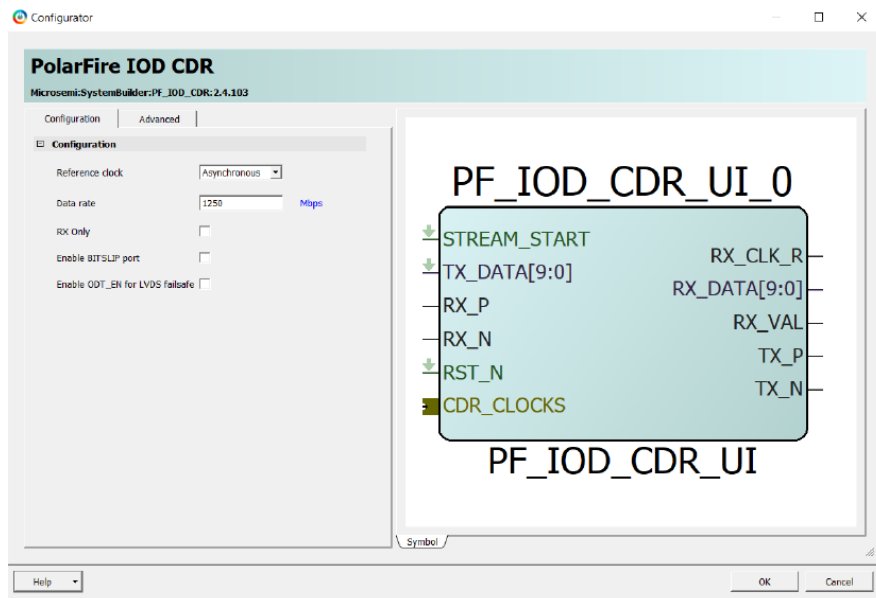 Configurator
PolarFire IOD CDR
Microsemi:SystemBuilder:PF_IOD_CDR:2.4.103
Configuration
Advanced
Configuration
Reference clock
Asynchronous
Data rate
1250
Mbps
RX Only
Enable BITSLIP port
Enable ODT_EN for LVDS failsafe
PF_IOD_CDR_UI_0
STREAM_START
TX_DATA[9:0]
RX_P
RX_N
RST_N
CDR_CLOCKS
RX_CLK_R
RX_DATA[9:0]
RX_VAL
TX_P
TX_N
PF_IOD_CDR_UI
Symbol
Help
OK
Cancel